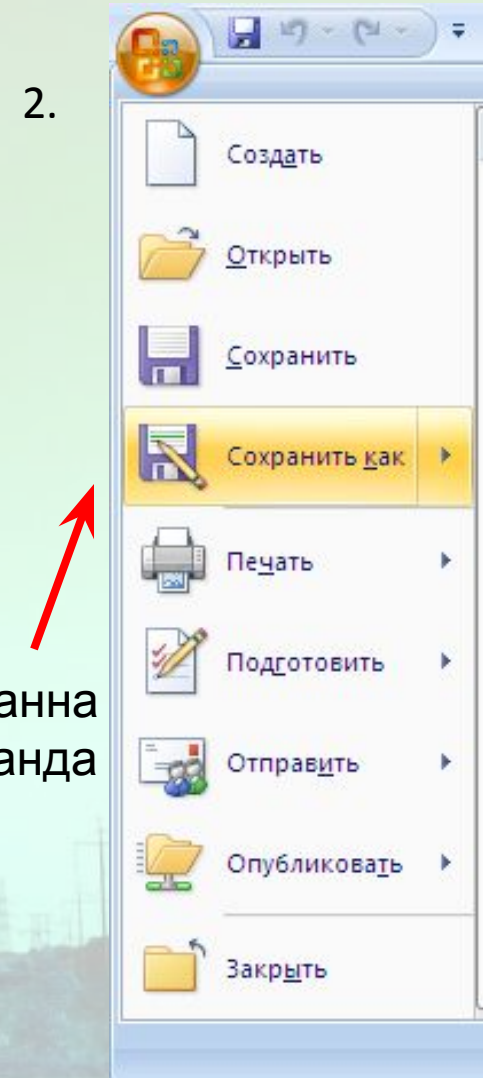 2.
Создать
Открыть
Сохранить
Сохранить как
Печать
Подготовить
Отправить
Опубликовать
Закрыть